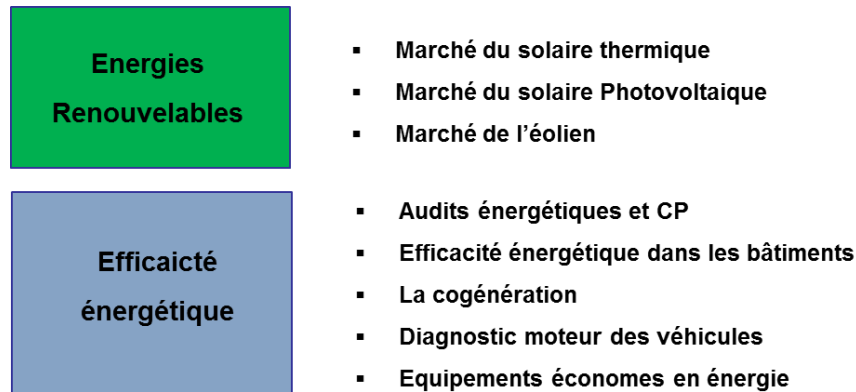 Energies
Renouvelables
▪ Marché du solaire thermique
▪ Marché du solaire Photovoltaique
▪ Marché de l’éolien
Efficaicté
énergétique
▪ Audits énergétiques et CP
▪ Efficacité énergétique dans les bâtiments
▪ La cogénération
▪ Diagnostic moteur des véhicules
▪ Equipements économes en énergie